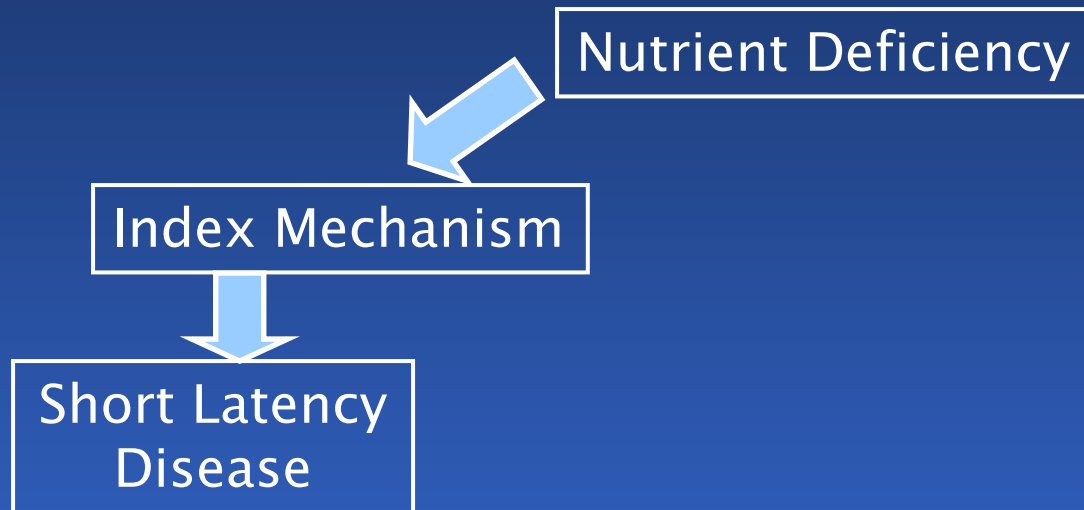 Nutrient Deficiency
Index Mechanism
Short Latency
Disease